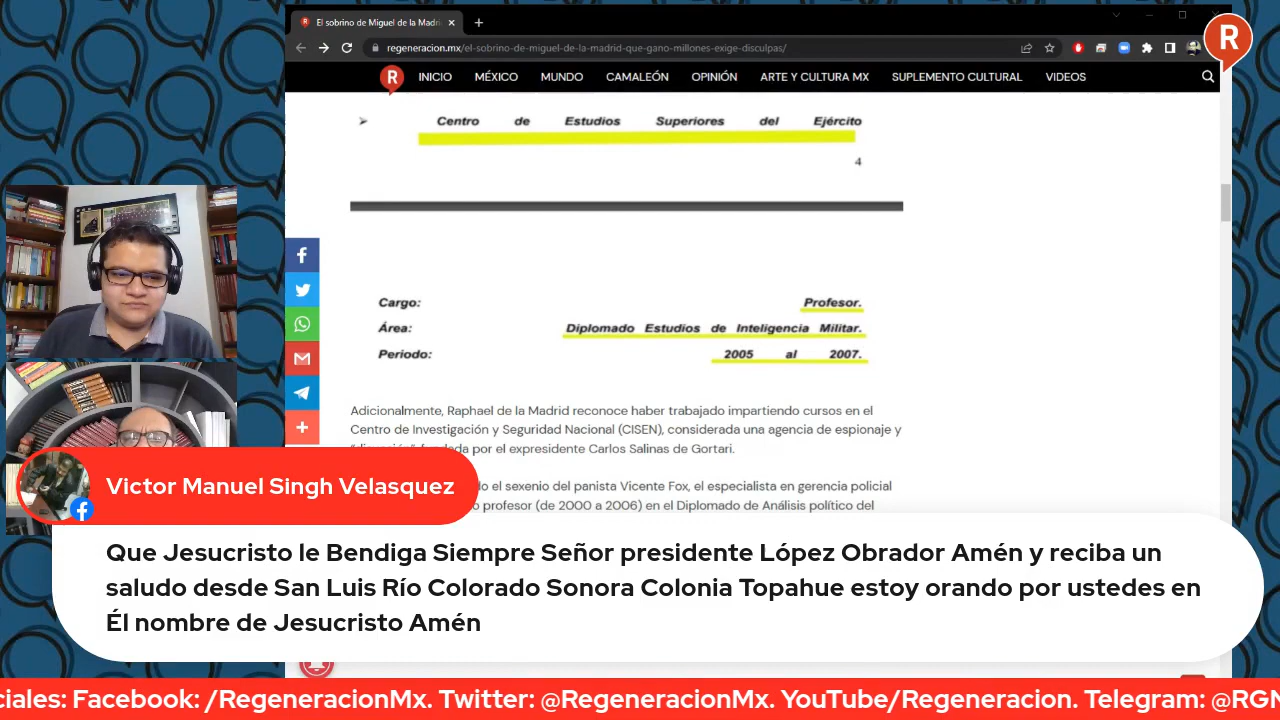 El sobrino de Miguel de la Madri
regeneracion.mx/el-sobrino-de-miguel-de-la-madrid-que-gano-millones-exige-disculpas/
R
R INICIO MÉXICO MUNDO CAMALEÓN OPINIÓN ARTE Y CULTURA MX SUPLEMENTO CULTURAL VIDEOS
Centro de Estudios Superiores del Ejército
4
Cargo: Profesor.
Área: Diplomado Estudios de Inteligencia Militar.
Periodo: 2005 al 2007.
Adicionalmente, Raphael de la Madrid reconoce haber trabajado impartiendo cursos en el
Centro de Investigación y Seguridad Nacional (CISEN), considerada una agencia de espionaje y
por el expresidente Carlos Salinas de Gortari.
el sexenio del panista Vicente Fox, el especialista en gerencia policial
profesor (de 2000 a 2006) en el Diplomado de Análisis político del
Victor Manuel Singh Velasquez
Que Jesucristo le Bendiga Siempre Señor presidente López Obrador Amén y reciba un
saludo desde San Luis Río Colorado Sonora Colonia Topahue estoy orando por ustedes en
Él nombre de Jesucristo Amén
ciales: Facebook: /RegeneracionMx. Twitter: @RegeneracionMx. YouTube/Regeneracion. Telegram: @RGN